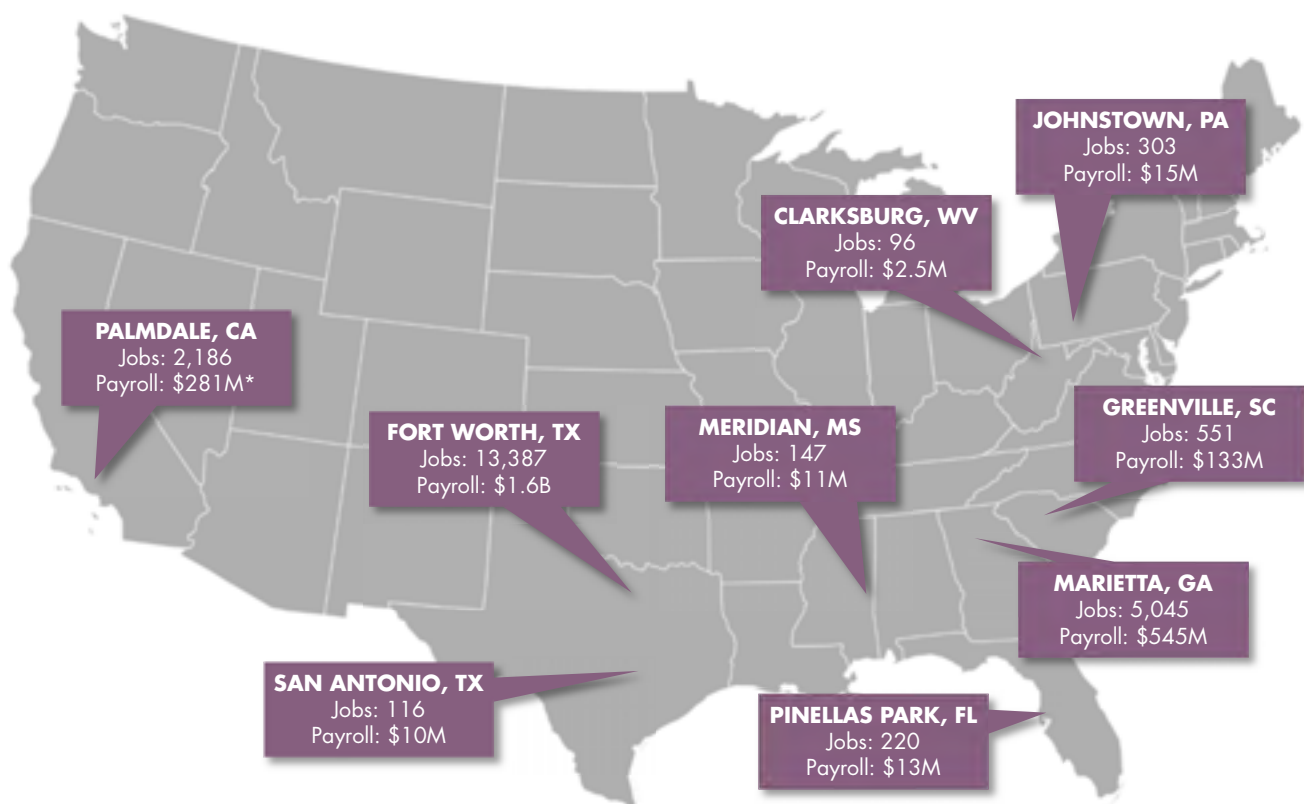 JOHNSTOWN, PA
Jobs: 303
Payroll: $15M
CLARKSBURG, WV
Jobs: 96
Payroll: $2.5M
PALMDALE, CA
Jobs: 2,186
Payroll: $281M*
FORT WORTH, TX
Jobs: 13,387
Payroll: $1.6B
MERIDIAN, MS
Jobs: 147
Payroll: $11M
GREENVILLE, SC
Jobs: 551
Payroll: $133M
MARIETTA, GA
Jobs: 5,045
Payroll: $545M
SAN ANTONIO, TX
Jobs: 116
Payroll: $10M
PINELLAS PARK, FL
Jobs: 220
Payroll: $13M